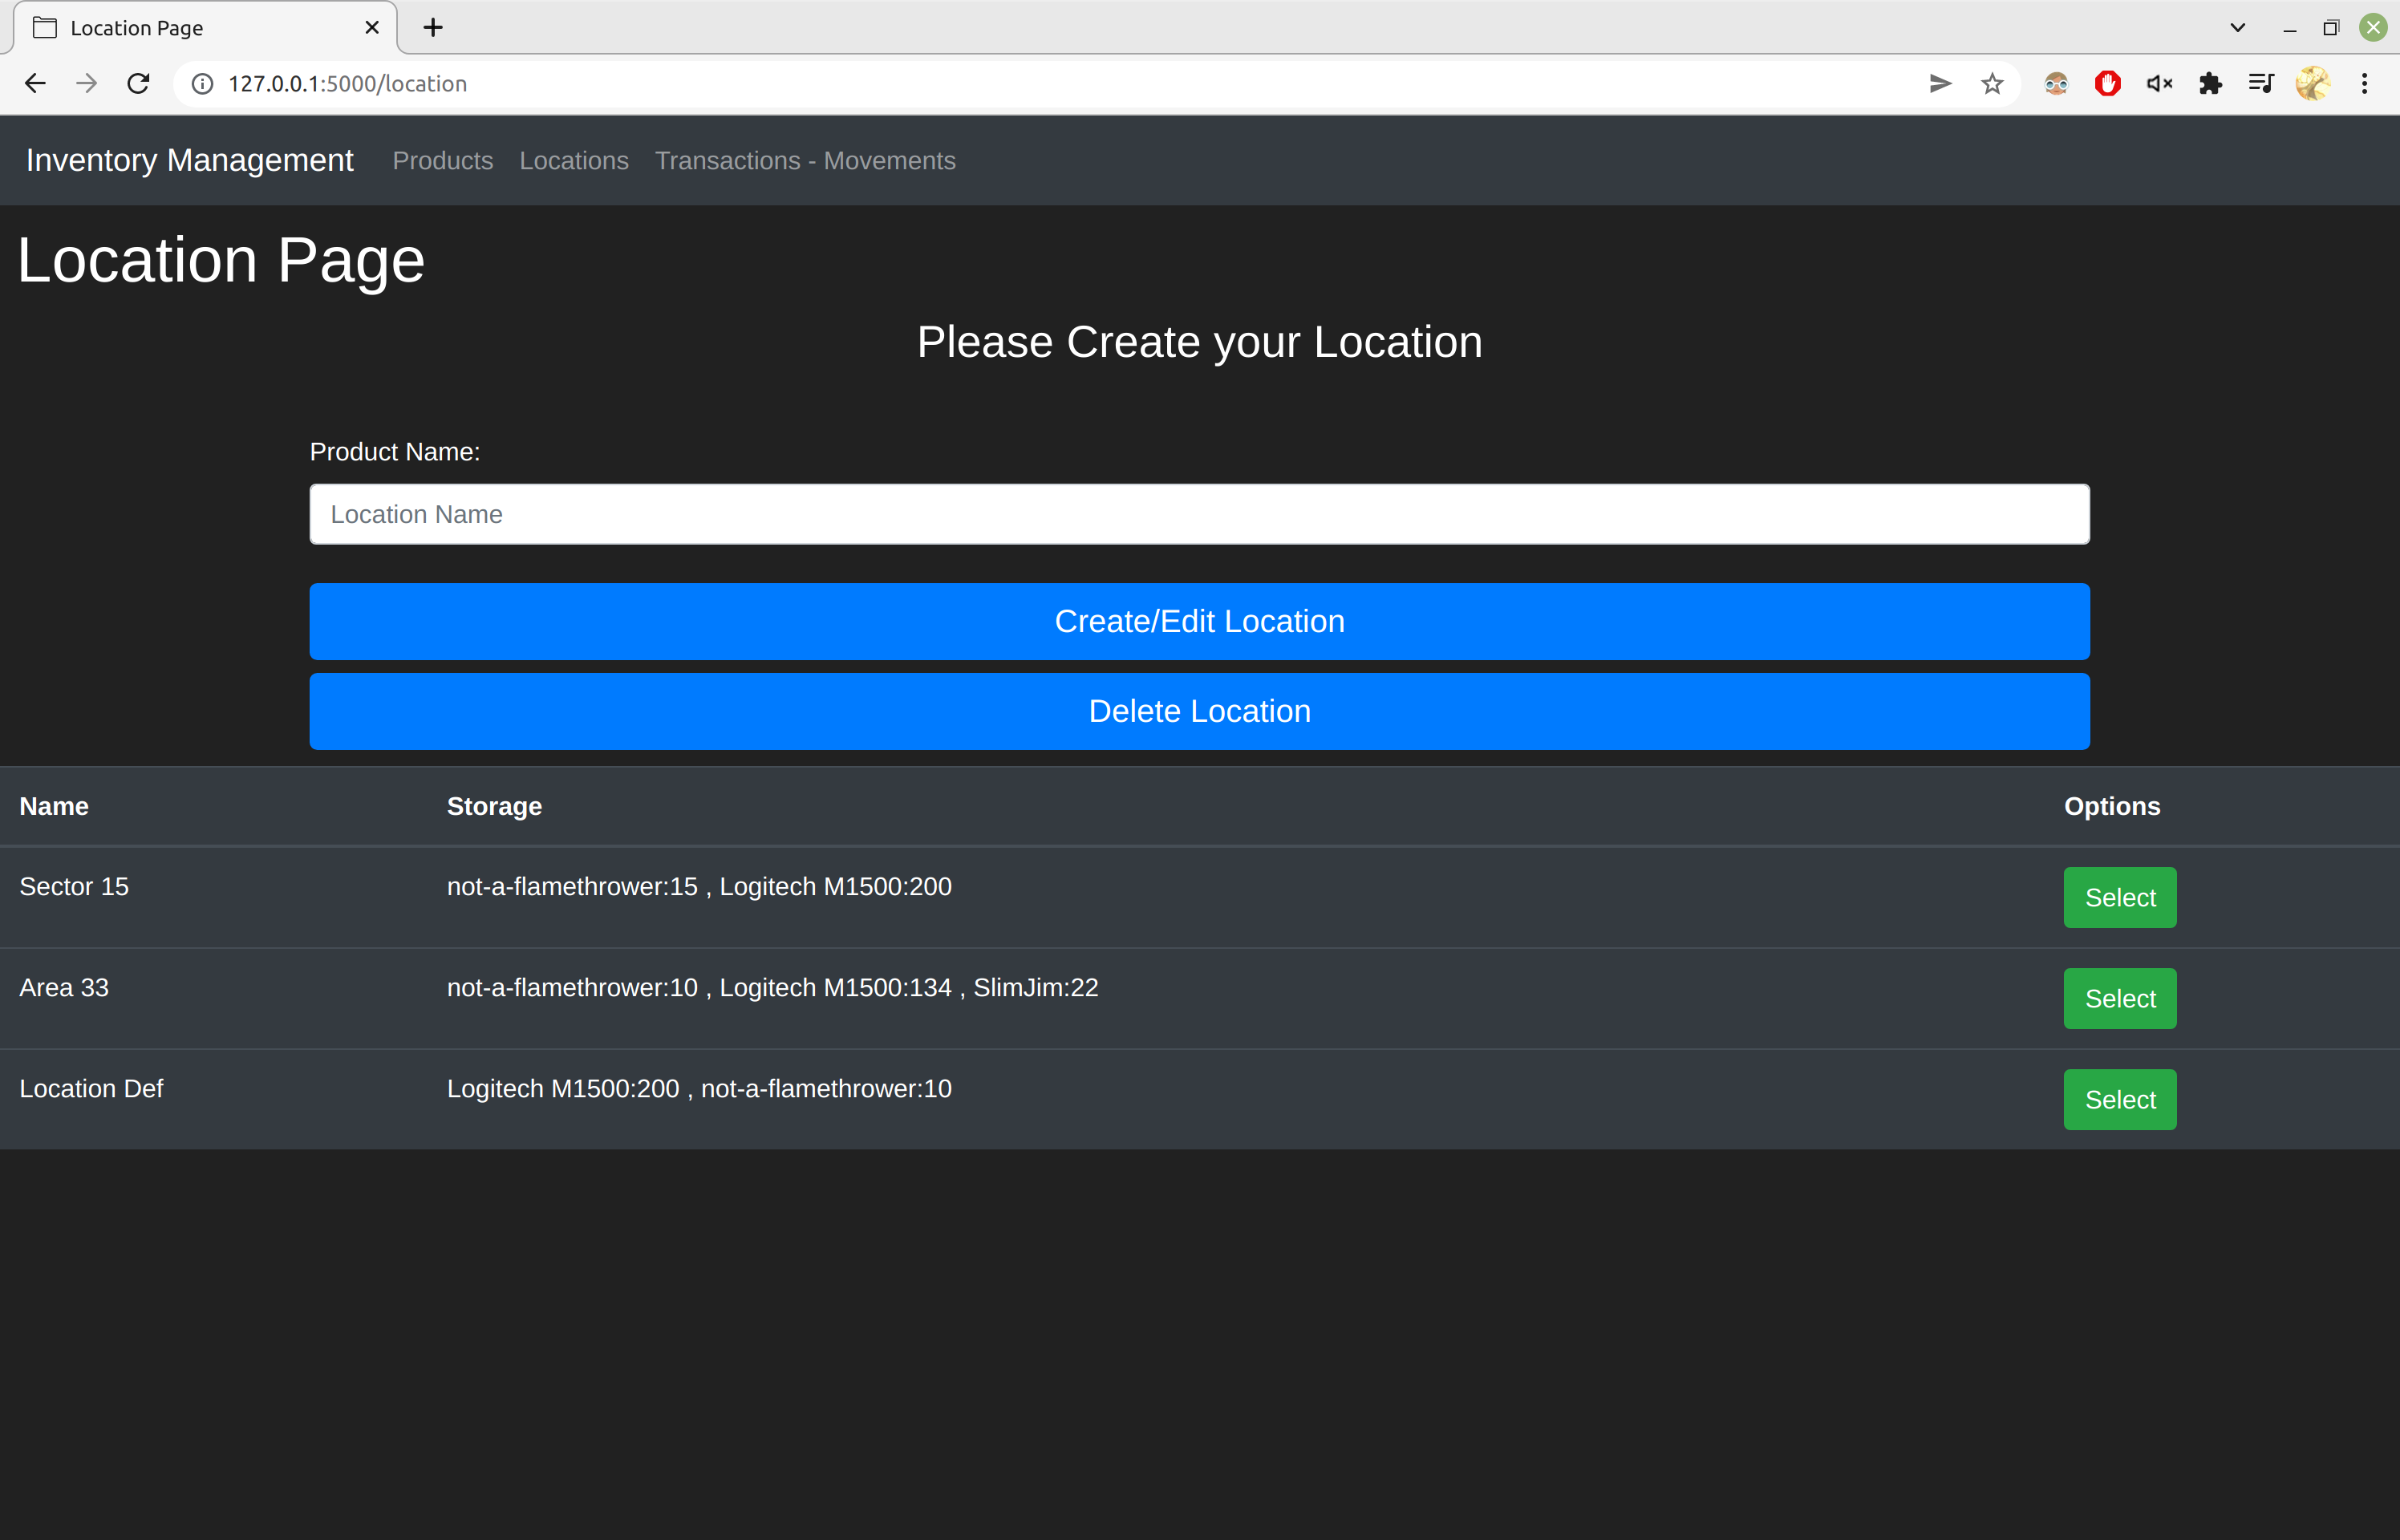 Location Page
127.0.0.1:5000/location
Inventory Management Products Locations Transactions - Movements
Location Page
Please Create your Location
Product Name:
Location Name
Create/Edit Location
Delete Location
Name Storage Options
Sector 15 not-a-flamethrower:15 , Logitech M1500:200 Select
Area 33 not-a-flamethrower:10 , Logitech M1500:134 , SlimJim:22 Select
Location Def Logitech M1500:200 , not-a-flamethrower:10 Select